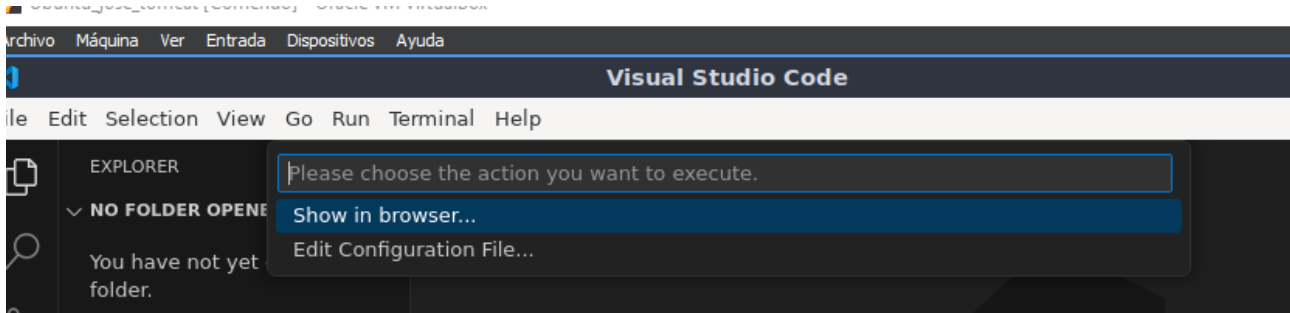 Archivo Máquina Ver Entrada Dispositivos Ayuda
Visual Studio Code
ile Edit Selection View Go Run Terminal Help
EXPLORER
Please choose the action you want to execute.
NO FOLDER OPENE
Show in browser...
Edit Configuration File...
You have not yet
folder.